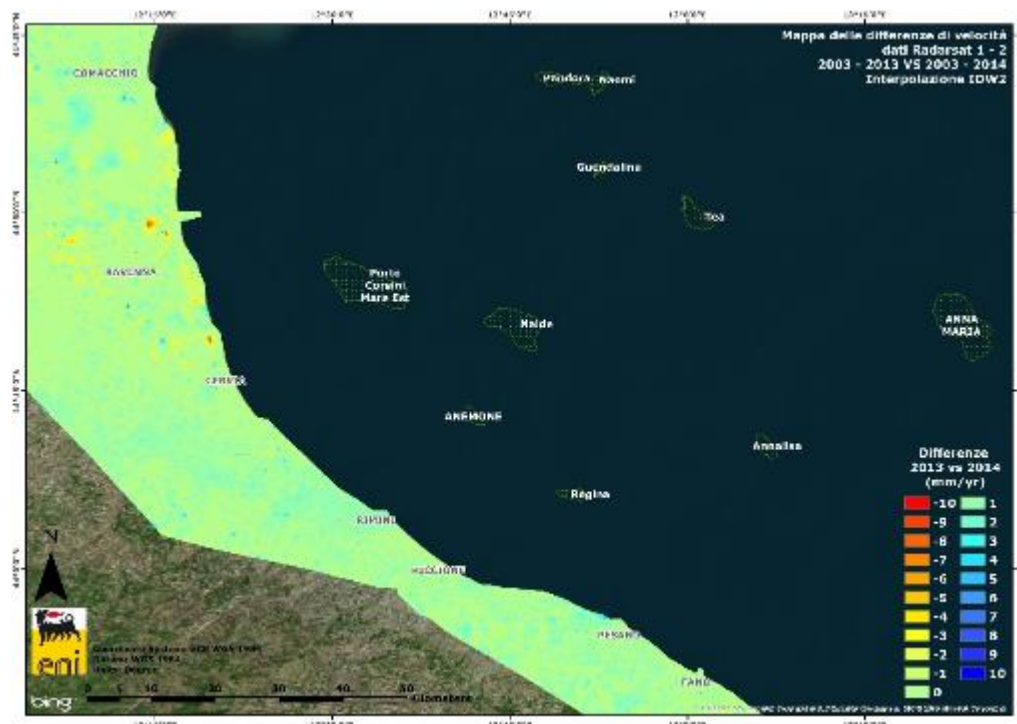 Mappa delle differenze di velocità
dati Radarsat 1 - 2
2003 - 2013 VS 2003 - 2014
Interpolazione IDW2
COMACCHIO
Pandora
Naomi
Guendalina
Tea
RAVENNA
Porto
Corsini
Mare Est
Naide
ANNA
MARIA
CERVIA
ANEMONE
Annalisa
Regina
RIMINI
RICCIONE
PESARO
FANO
Differenze
2013 vs 2014
(mm/yr)
-10 1
-9 2
-8 3
-7 4
-6 5
-5 6
-4 7
-3 8
-2 9
-1 10
0
N
eni
bing
0 5 10 20 30 40 50
Kilometers